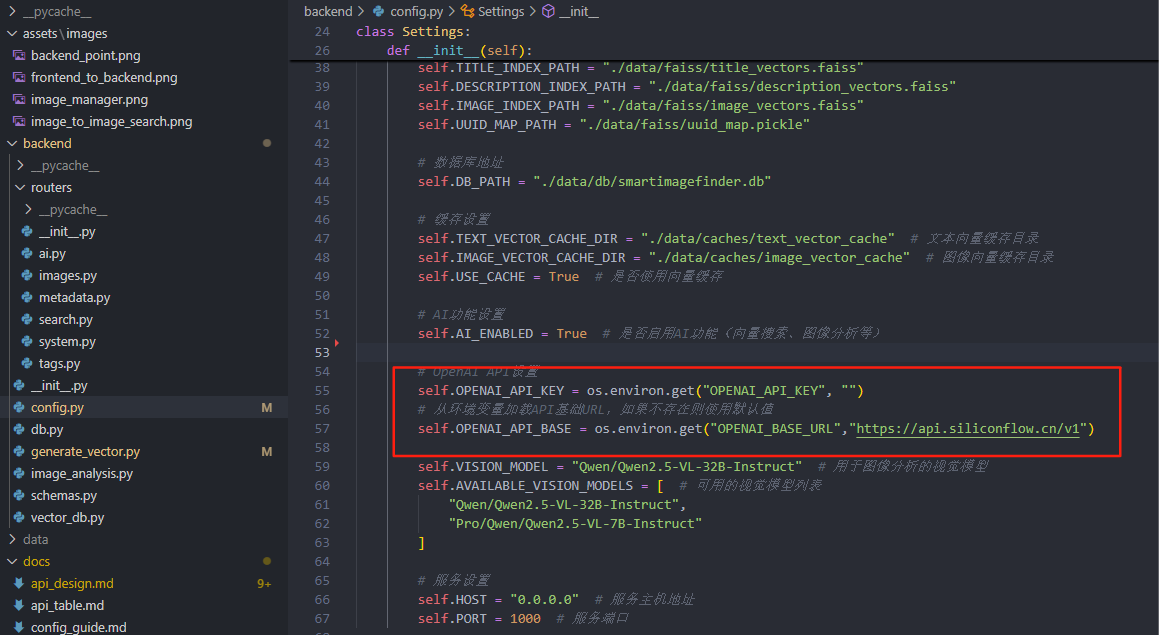 __pycache__
assets\images
backend_point.png
frontend_to_backend.png
image_manager.png
image_to_image_search.png
backend
__pycache__
routers
__pycache__
__init__.py
ai.py
images.py
metadata.py
search.py
system.py
tags.py
__init__.py
config.py M
db.py
generate_vector.py M
image_analysis.py
schemas.py
vector_db.py
data
docs
api_design.md 9+
api_table.md
config_guide.md
backend > config.py > Settings > __init__
24 class Settings:
26 def __init__(self):
38 self.TITLE_INDEX_PATH = "./data/faiss/title_vectors.faiss"
39 self.DESCRIPTION_INDEX_PATH = "./data/faiss/description_vectors.faiss"
40 self.IMAGE_INDEX_PATH = "./data/faiss/image_vectors.faiss"
41 self.UUID_MAP_PATH = "./data/faiss/uuid_map.pickle"
42
43 # 数据库地址
44 self.DB_PATH = "./data/db/smartimagefinder.db"
45
46 # 缓存设置
47 self.TEXT_VECTOR_CACHE_DIR = "./data/caches/text_vector_cache" # 文本向量缓存目录
48 self.IMAGE_VECTOR_CACHE_DIR = "./data/caches/image_vector_cache" # 图像向量缓存目录
49 self.USE_CACHE = True # 是否使用向量缓存
50
51 # AI功能设置
52 self.AI_ENABLED = True # 是否启用AI功能（向量搜索、图像分析等）
53
54 # OpenAI API设置
55 self.OPENAI_API_KEY = os.environ.get("OPENAI_API_KEY", "")
56 # 从环境变量加载API基础URL，如果不存在则使用默认值
57 self.OPENAI_API_BASE = os.environ.get("OPENAI_BASE_URL","https://api.siliconflow.cn/v1")
58
59 self.VISION_MODEL = "Qwen/Qwen2.5-VL-32B-Instruct" # 用于图像分析的视觉模型
60 self.AVAILABLE_VISION_MODELS = [ # 可用的视觉模型列表
61 "Qwen/Qwen2.5-VL-32B-Instruct",
62 "Pro/Qwen/Qwen2.5-VL-7B-Instruct"
63 ]
64
65 # 服务设置
66 self.HOST = "0.0.0.0" # 服务主机地址
67 self.PORT = 1000 # 服务端口